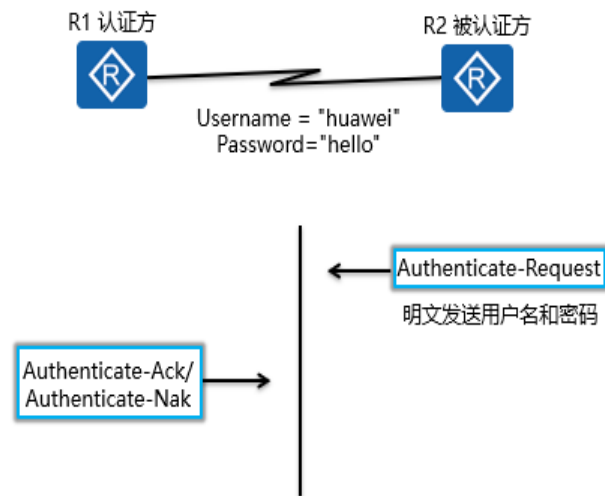 R1 认证方
R2 被认证方
R
R
Username = "huawei"
Password="hello"
Authenticate-Request
明文发送用户名和密码
Authenticate-Ack/
Authenticate-Nak